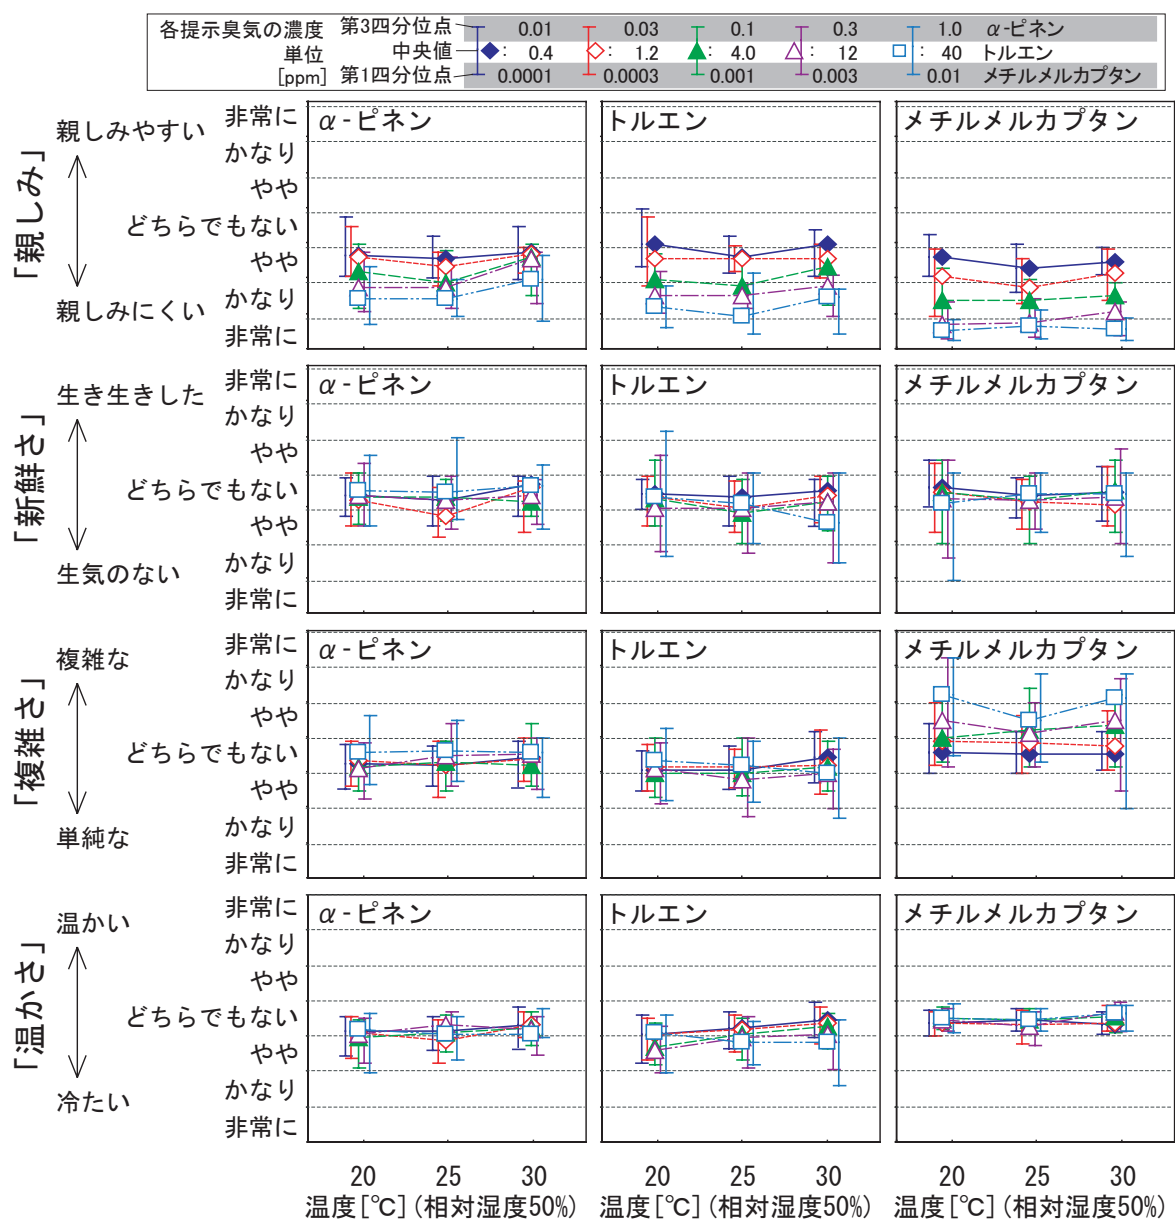 各提示臭気の濃度 第3四分位点 0.01 0.03 0.1 0.3 1.0 α-ピネン
単位 中央値 : 0.4 : 1.2 : 4.0 : 12 : 40 トルエン
[ppm] 第1四分位点 0.0001 0.0003 0.001 0.003 0.01 メチルメルカプタン
「親しみ」
親しみやすい
親しみにくい
非常に
かなり
やや
どちらでもない
やや
かなり
非常に
α-ピネン
トルエン
メチルメルカプタン
「新鮮さ」
生き生きした
生気のない
非常に
かなり
やや
どちらでもない
やや
かなり
非常に
α-ピネン
トルエン
メチルメルカプタン
「複雑さ」
複雑な
単純な
非常に
かなり
やや
どちらでもない
やや
かなり
非常に
α-ピネン
トルエン
メチルメルカプタン
「温かさ」
温かい
冷たい
非常に
かなり
やや
どちらでもない
やや
かなり
非常に
α-ピネン
トルエン
メチルメルカプタン
20 25 30
温度[℃](相対湿度50%)
20 25 30
温度[℃](相対湿度50%)
20 25 30
温度[℃](相対湿度50%)